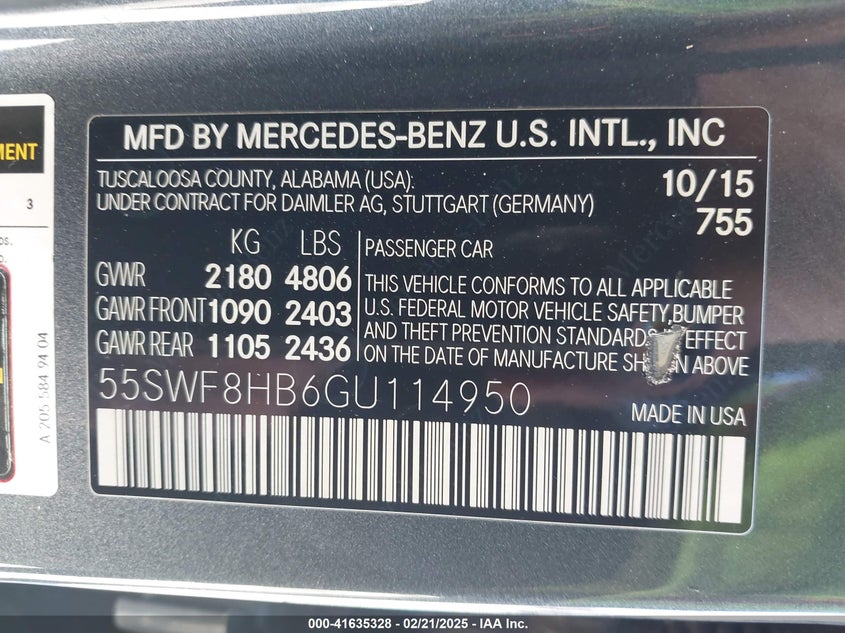 MENT
3
DS.
D.
A 205 584 94 04
MFD BY MERCEDES-BENZ U.S. INTL., INC
TUSCALOOSA COUNTY, ALABAMA (USA). 10/15
UNDER CONTRACT FOR DAIMLER AG, STUTTGART (GERMANY) 755
KG LBS
GVWR 2180 4806
GAWR FRONT 1090 2403
GAWR REAR 1105 2436
PASSENGER CAR
THIS VEHICLE CONFORMS TO ALL APPLICABLE
U.S. FEDERAL MOTOR VEHICLE SAFETY,BUMPER
AND THEFT PREVENTION STANDARDS EFFECT
ON THE DATE OF MANUFACTURE SH N ABOVE
55SWF8HB6GU114950
MADE IN USA
000-41635328 - 02/21/2025 - IAA Inc.